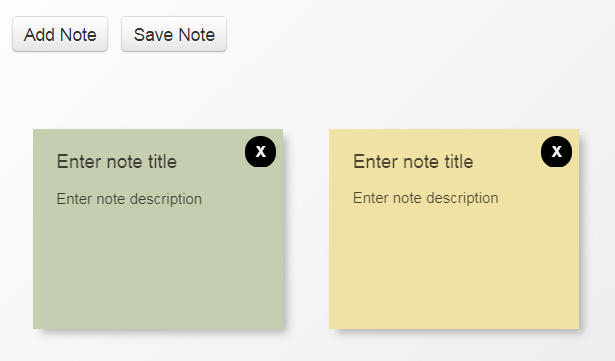 Add Note Save Note
Enter note title X
Enter note description
Enter note title X
Enter note description